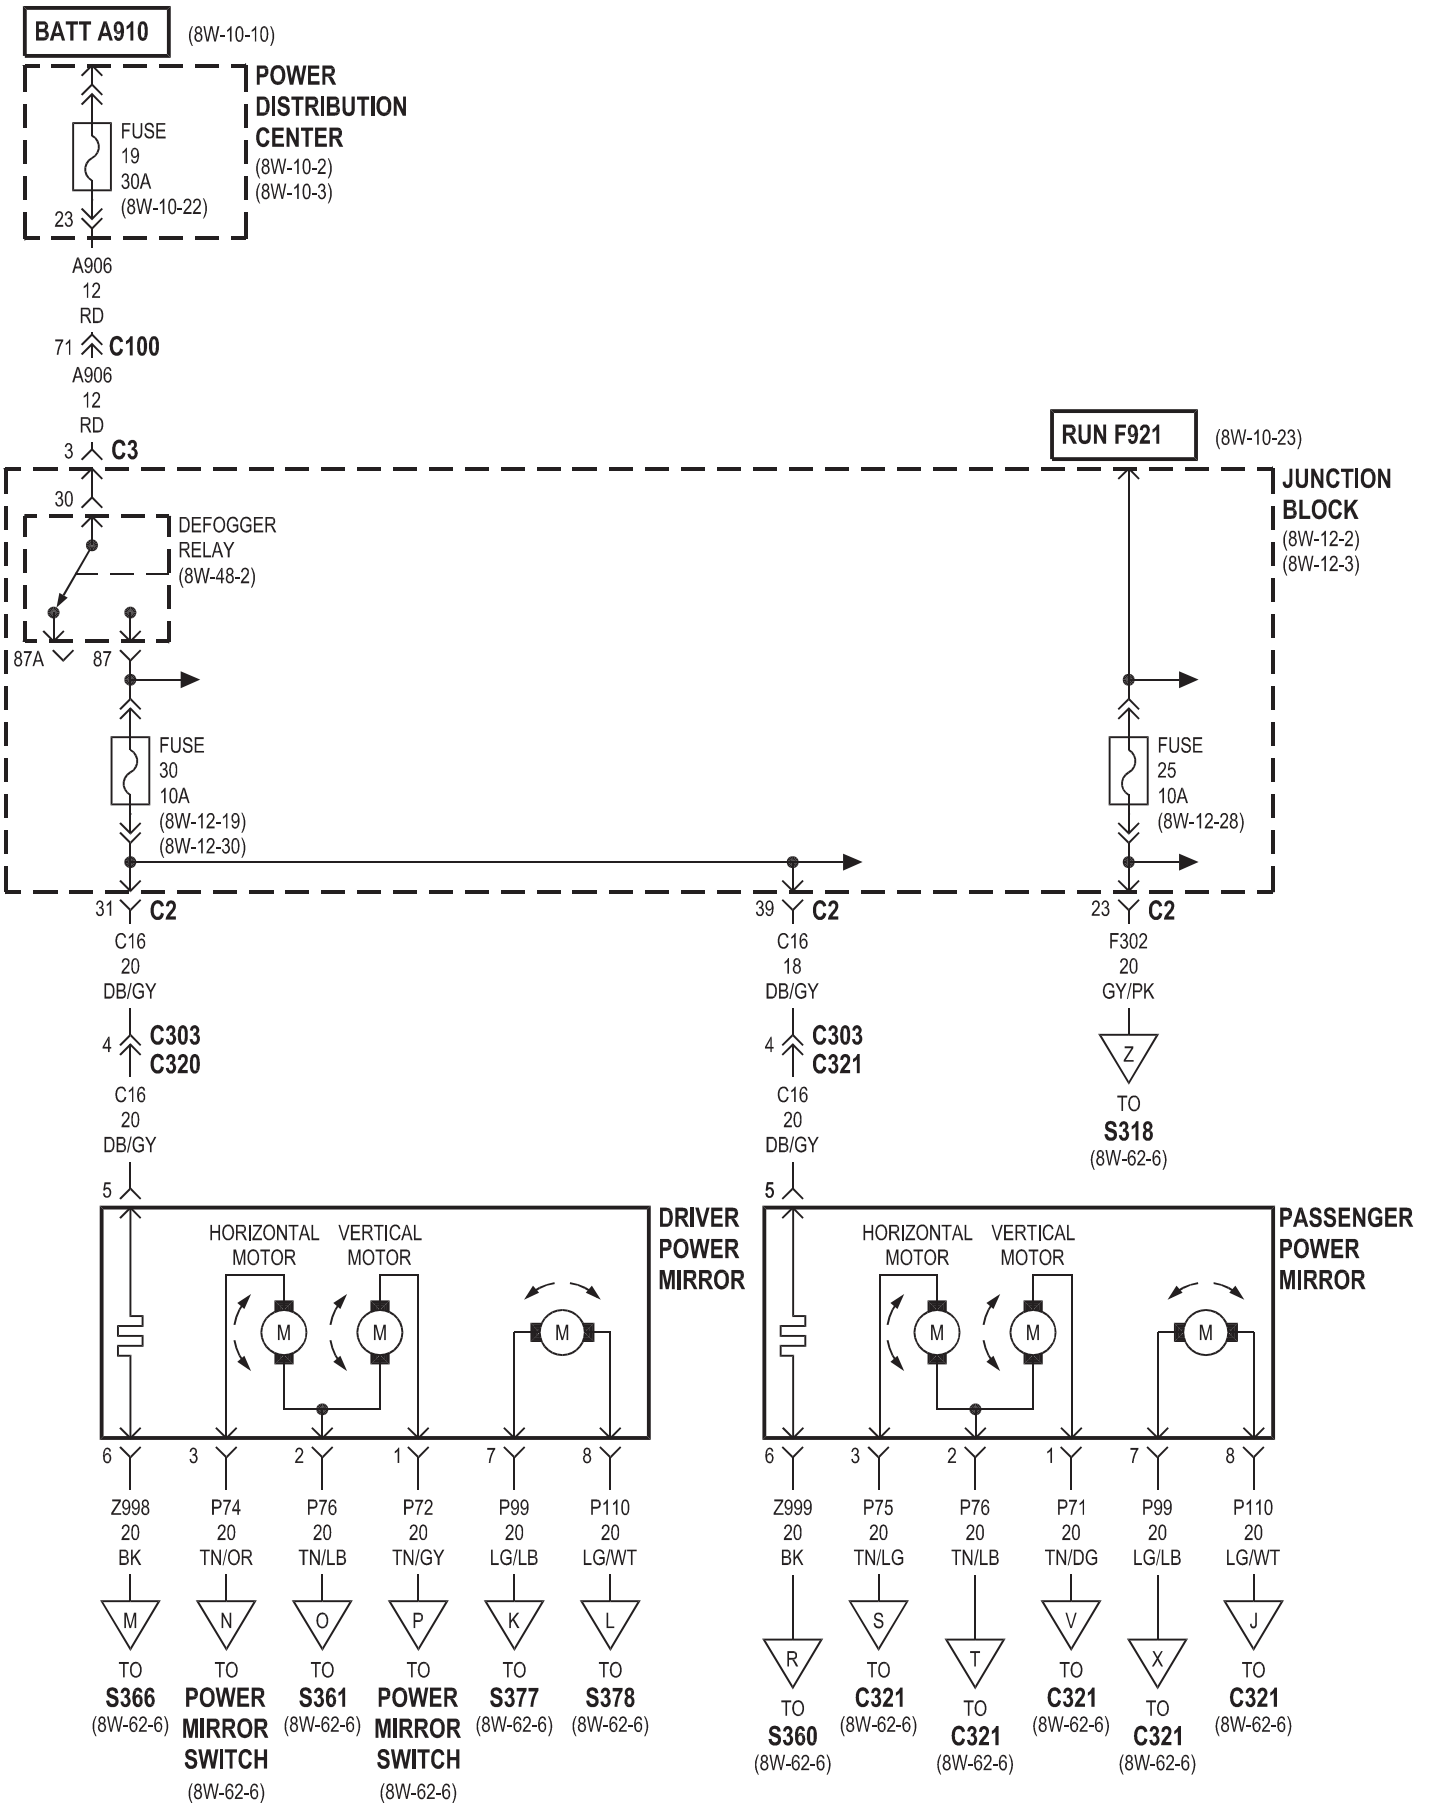 BATT A910 (8W-10-10)
POWER
DISTRIBUTION
CENTER
(8W-10-2)
(8W-10-3)
FUSE
19
30A
(8W-10-22)
23
A906
12
RD
71 C100
A906
12
RD
3 C3
RUN F921 (8W-10-23)
JUNCTION
BLOCK
(8W-12-2)
(8W-12-3)
30
DEFOGGER
RELAY
(8W-48-2)
87A 87
FUSE
30
10A
(8W-12-19)
(8W-12-30)
FUSE
25
10A
(8W-12-28)
31 C2 39 C2 23 C2
C16 C16 F302
20 18 20
DB/GY DB/GY GY/PK
4 C303 4 C303 Z
C320 C321
C16 C16 TO
20 20 S318
DB/GY DB/GY (8W-62-6)
5 5
DRIVER
POWER
MIRROR
HORIZONTAL
MOTOR
VERTICAL
MOTOR
M M M
PASSENGER
POWER
MIRROR
HORIZONTAL
MOTOR
VERTICAL
MOTOR
M M M
6 3 2 1 7 8 6 3 2 1 7 8
Z998 P74 P76 P72 P99 P110 Z999 P75 P76 P71 P99 P110
20 20 20 20 20 20 20 20 20 20 20 20
BK TN/OR TN/LB TN/GY LG/LB LG/WT BK TN/LG TN/LB TN/DG LG/LB LG/WT
M N O P K L R S T V X J
TO
S366
(8W-62-6)
TO
POWER
MIRROR
SWITCH
(8W-62-6)
TO
S361
(8W-62-6)
TO
POWER
MIRROR
SWITCH
(8W-62-6)
TO
S377
(8W-62-6)
TO
S378
(8W-62-6)
TO
S360
(8W-62-6)
TO
C321
(8W-62-6)
TO
C321
(8W-62-6)
TO
C321
(8W-62-6)
TO
C321
(8W-62-6)
TO
C321
(8W-62-6)